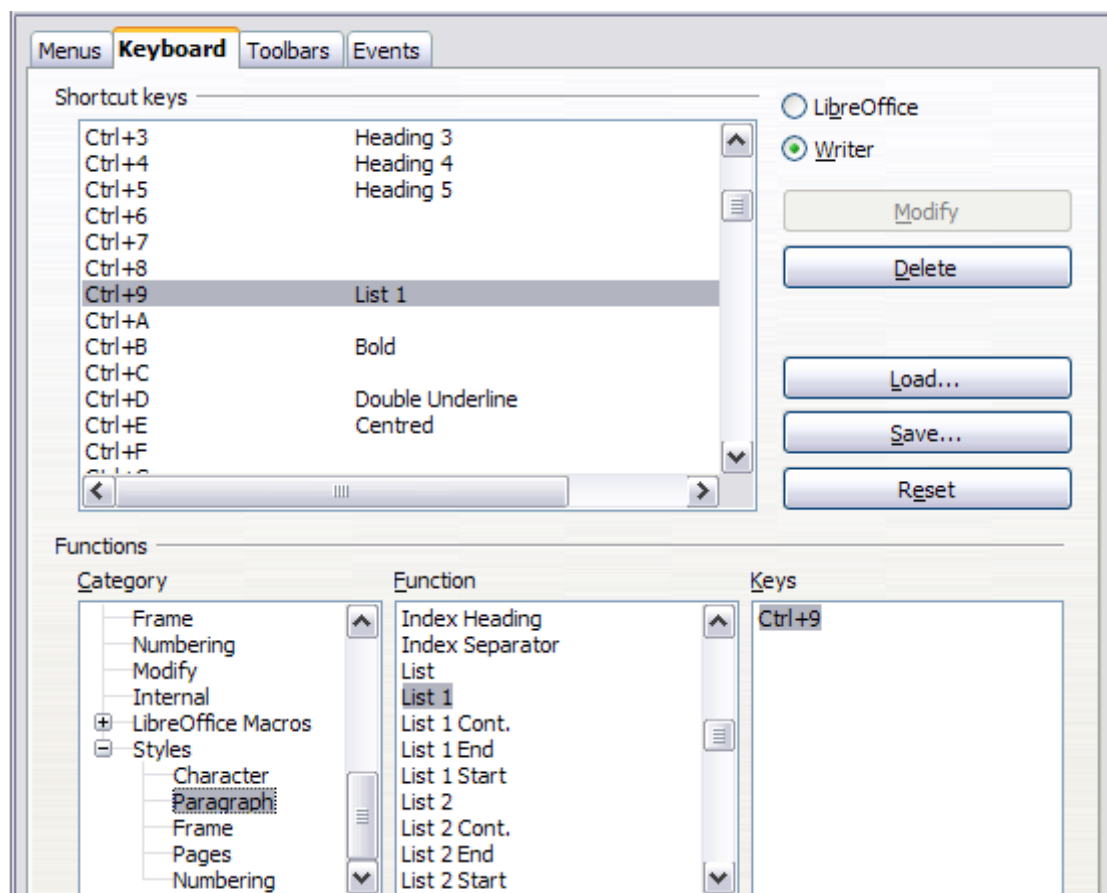 Menus Keyboard Toolbars Events
Shortcut keys
Ctrl+3 Heading 3
Ctrl+4 Heading 4
Ctrl+5 Heading 5
Ctrl+6
Ctrl+7
Ctrl+8
Ctrl+9 List 1
Ctrl+A
Ctrl+B Bold
Ctrl+C
Ctrl+D Double Underline
Ctrl+E Centred
Ctrl+F
LibreOffice
Writer
Modify
Delete
Load...
Save...
Reset
Functions
Category
Frame
Numbering
Modify
Internal
LibreOffice Macros
Styles
Character
Paragraph
Frame
Pages
Numbering
Function
Index Heading
Index Separator
List
List 1
List 1 Cont.
List 1 End
List 1 Start
List 2
List 2 Cont.
List 2 End
List 2 Start
Keys
Ctrl+9